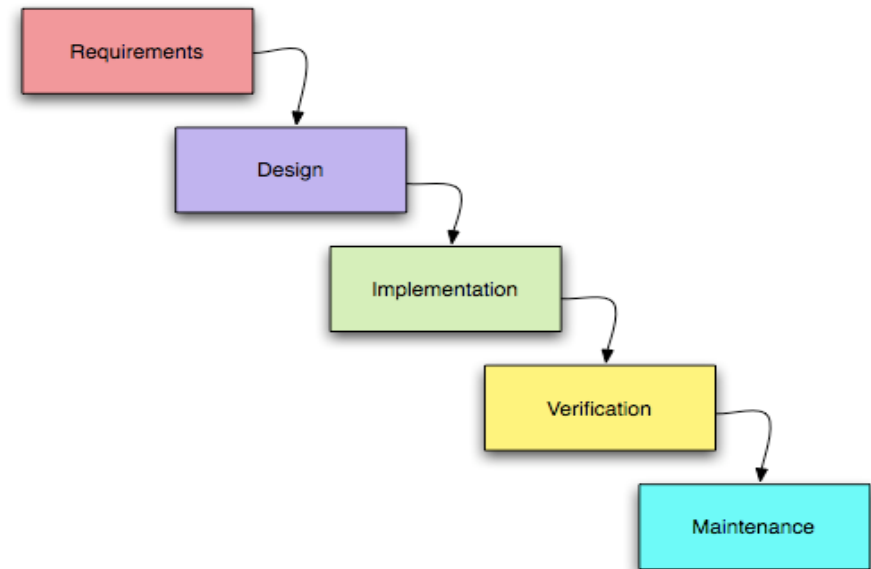 Requirements
Design
Implementation
Verification
Maintenance